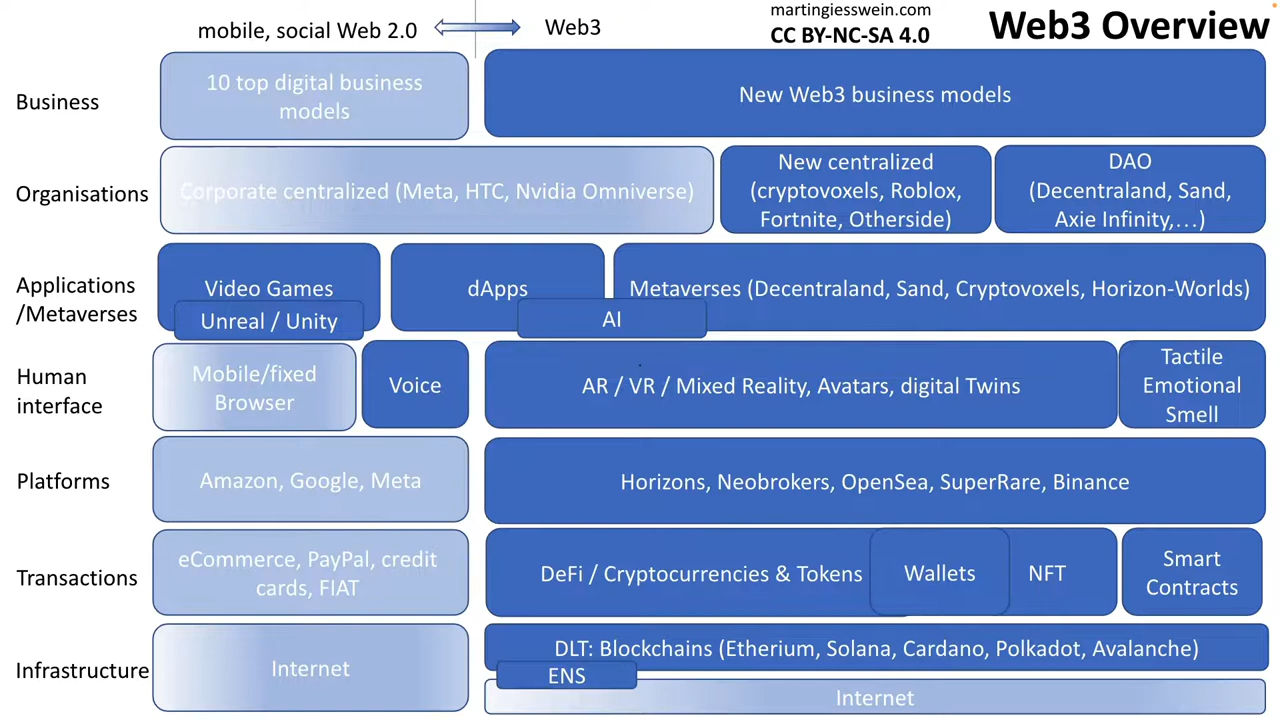 mobile, social Web 2.0
Web3
martingiesswein.com
CC BY-NC-SA 4.0
Web3 Overview
Business
10 top digital business
models
New Web3 business models
Organisations
Corporate centralized (Meta, HTC, Nvidia Omniverse)
New centralized
(cryptovoxels, Roblox,
Fortnite, Otherside)
DAO
(Decentraland, Sand,
Axie Infinity,...)
Applications
/Metaverses
Video Games
Unreal / Unity
dApps
AI
Metaverses (Decentraland, Sand, Cryptovoxels, Horizon-Worlds)
Human
interface
Mobile/fixed
Browser
Voice
AR / VR / Mixed Reality, Avatars, digital Twins
Tactile
Emotional
Smell
Platforms
Amazon, Google, Meta
Horizons, Neobrokers, OpenSea, SuperRare, Binance
Transactions
eCommerce, PayPal, credit
cards, FIAT
DeFi / Cryptocurrencies & Tokens
Wallets
NFT
Smart
Contracts
Infrastructure
Internet
DLT: Blockchains (Etherium, Solana, Cardano, Polkadot, Avalanche)
ENS
Internet